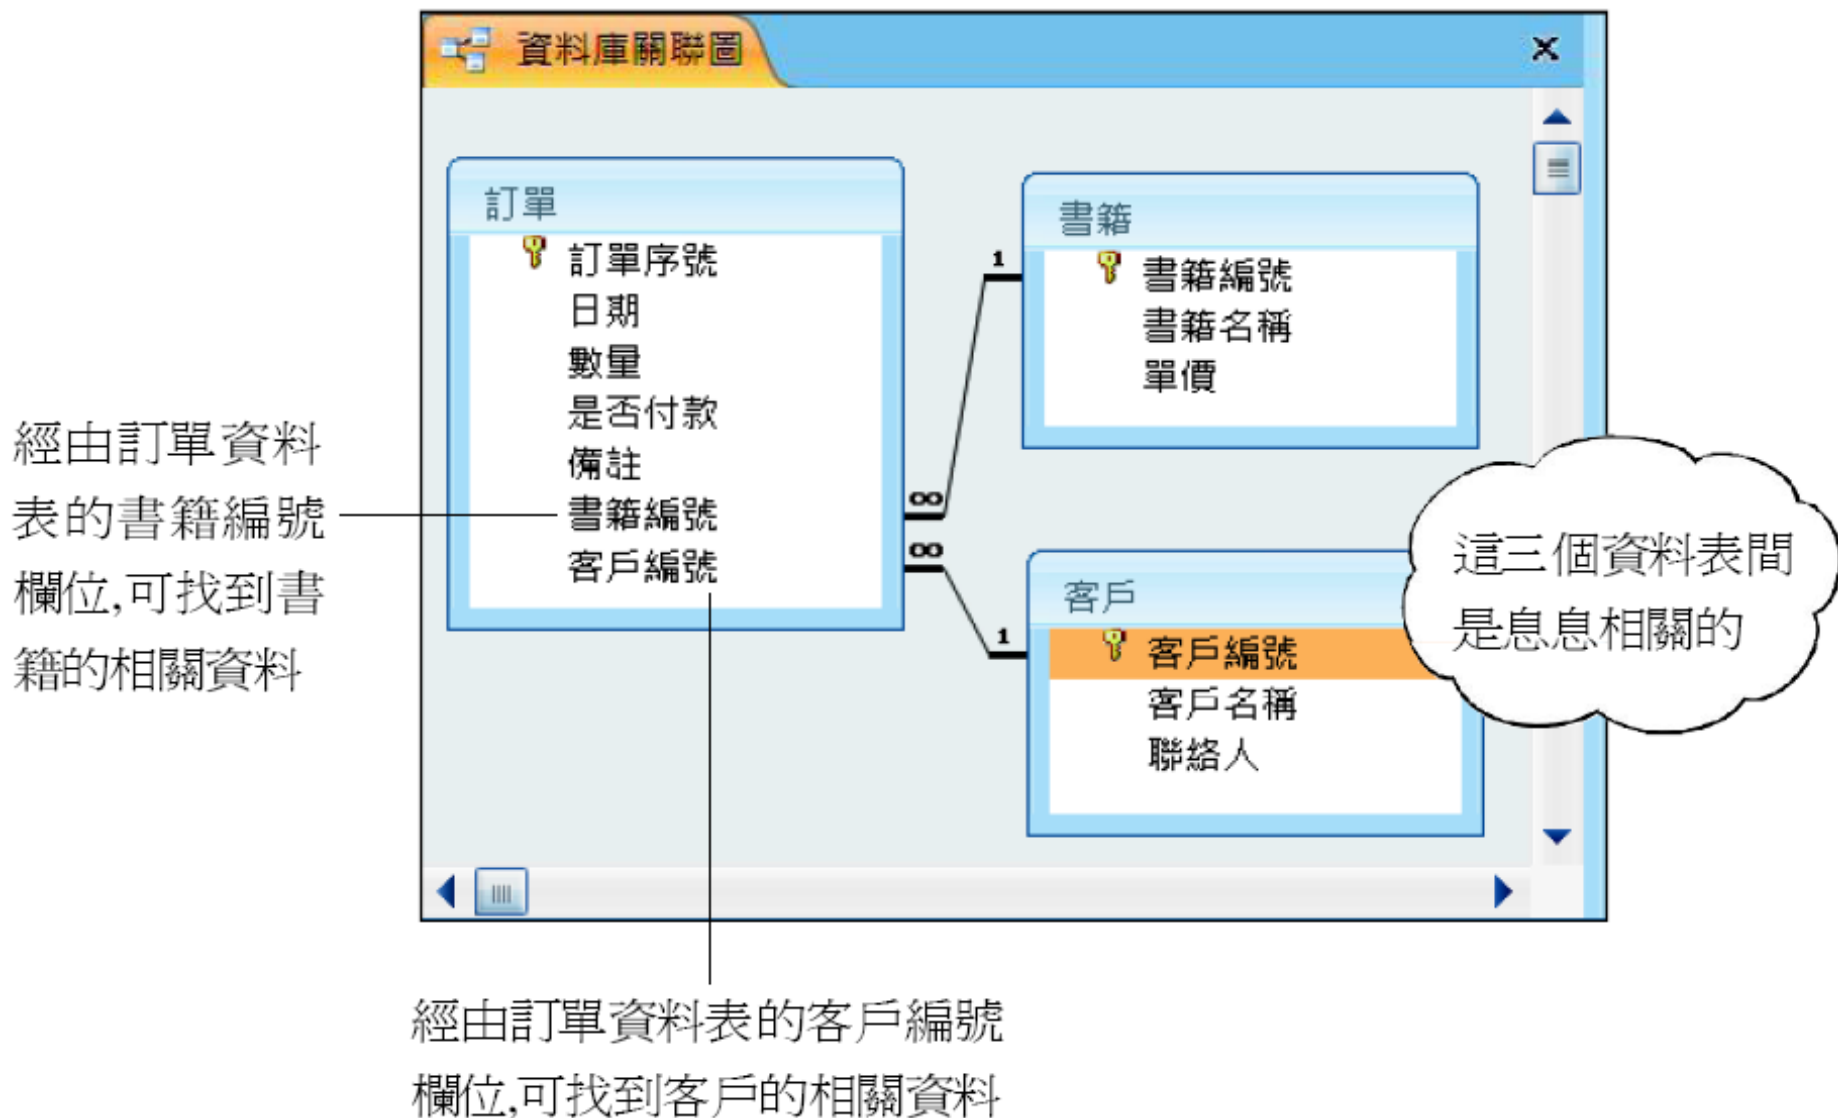 資料庫關聯圖
訂單
訂單序號
日期
數量
是否付款
備註
書籍編號
客戶編號
1
∞
∞
1
書籍
書籍編號
書籍名稱
單價
客戶
客戶編號
客戶名稱
聯絡人
經由訂單資料
表的書籍編號
欄位,可找到書
籍的相關資料
這三個資料表間
是息息相關的
經由訂單資料表的客戶編號
欄位,可找到客戶的相關資料